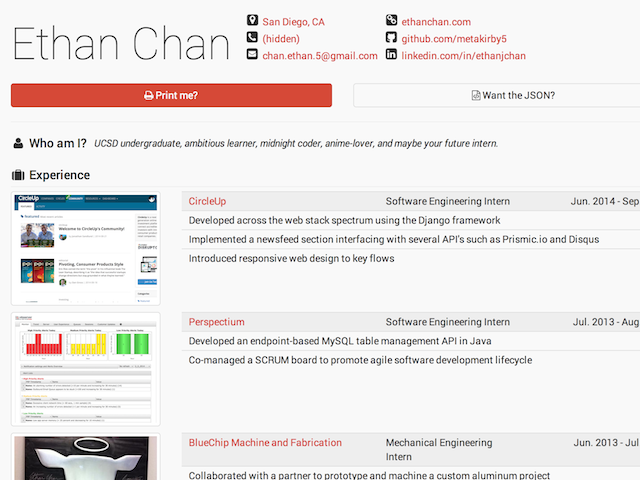 Ethan Chan
San Diego, CA
(hidden)
chan.ethan.5@gmail.com
ethanchan.com
github.com/metakirby5
linkedin.com/in/ethanjchan
Print me?
Want the JSON?
Who am I? UCSD undergraduate, ambitious learner, midnight coder, anime-lover, and maybe your future intern.
Experience
CircleUp
Featured
Welcome to CircleUp's Community!
Pivoting, Consumer Products Style
CircleUp Software Engineering Intern Jun. 2014 - Sep
Developed across the web stack spectrum using the Django framework
Implemented a newsfeed section interfacing with several API's such as Prismic.io and Disqus
Introduced responsive web design to key flows
Perspectium Software Engineering Intern Jul. 2013 - Aug
Developed an endpoint-based MySQL table management API in Java
Co-managed a SCRUM board to promote agile software development lifecycle
BlueChip Machine and Fabrication Mechanical Engineering Intern Jun. 2013 - Jul
Collaborated with a partner to prototype and machine a custom aluminum project